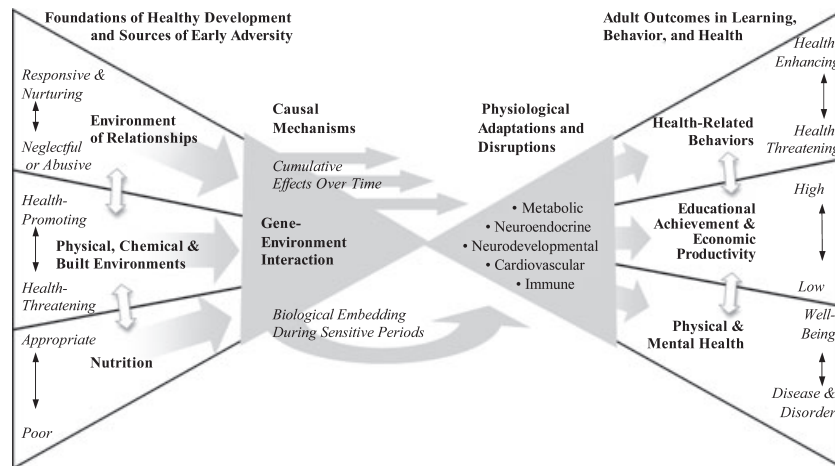 Foundations of Healthy Development
and Sources of Early Adversity
Responsive &
Nurturing
Neglectful
or Abusive
Environment
of Relationships
Health-
Promoting
Health-
Threatening
Physical, Chemical &
Built Environments
Appropriate
Poor
Nutrition
Causal
Mechanisms
Cumulative
Effects Over Time
Gene-
Environment
Interaction
Biological Embedding
During Sensitive Periods
Physiological
Adaptations and
Disruptions
• Metabolic
• Neuroendocrine
• Neurodevelopmental
• Cardiovascular
• Immune
Adult Outcomes in Learning,
Behavior, and Health
Health-Related
Behaviors
Health
Enhancing
Health
Threatening
Educational
Achievement &
Economic
Productivity
High
Low
Physical &
Mental Health
Well-
Being
Disease &
Disorder